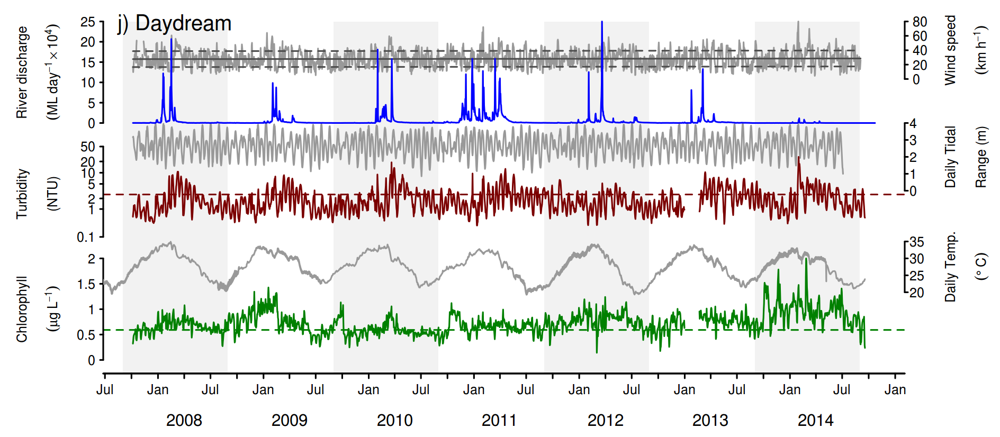 j) Daydream
River discharge
(ML day⁻¹ × 10⁴)
25
20
15
10
5
0
Wind speed
(km h⁻¹)
80
60
40
20
0
Turbidity
(NTU)
50
20
10
5
2
1
0.1
Daily Tidal
Range (m)
4
3
2
1
0
Chlorophyll
(µg L⁻¹)
2
1.5
1
0.5
0
Daily Temp.
(° C)
35
30
25
20
Jul Jan Jul Jan Jul Jan Jul Jan Jul Jan Jul Jan Jul Jan Jul Jan
2008 2009 2010 2011 2012 2013 2014